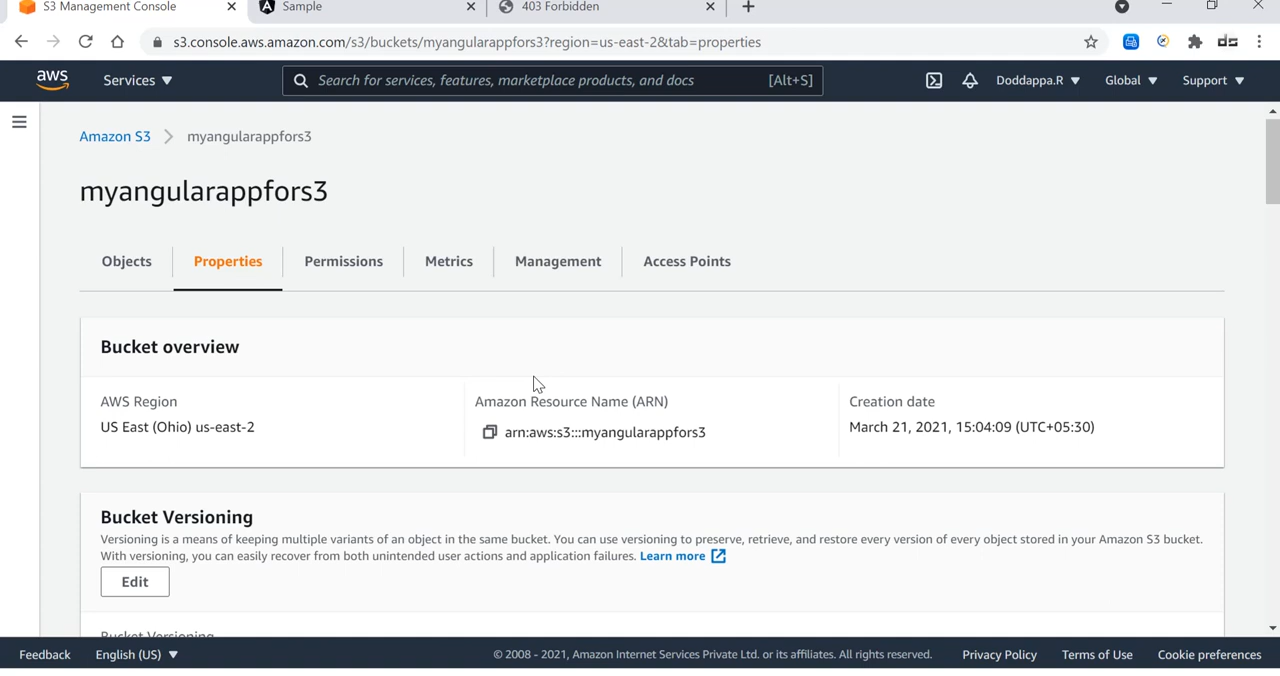 S3 Management Console
Sample
403 Forbidden
s3.console.aws.amazon.com/s3/buckets/myangularappfors3?region=us-east-2&tab=properties
aws Services Search for services, features, marketplace products, and docs [Alt+S] Doddappa.R Global Support
Amazon S3 myangularappfors3
myangularappfors3
Objects Properties Permissions Metrics Management Access Points
Bucket overview
AWS Region Amazon Resource Name (ARN) Creation date
US East (Ohio) us-east-2 arn:aws:s3:::myangularappfors3 March 21, 2021, 15:04:09 (UTC+05:30)
Bucket Versioning
Versioning is a means of keeping multiple variants of an object in the same bucket. You can use versioning to preserve, retrieve, and restore every version of every object stored in your Amazon S3 bucket.
With versioning, you can easily recover from both unintended user actions and application failures. Learn more
Edit
Bucket Versioning
Feedback English (US) © 2008 - 2021, Amazon Internet Services Private Ltd. or its affiliates. All rights reserved. Privacy Policy Terms of Use Cookie preferences